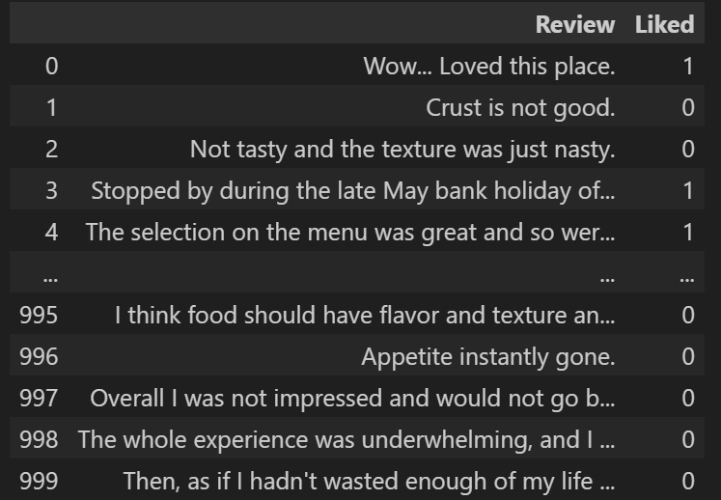 Review Liked
0 Wow... Loved this place. 1
1 Crust is not good. 0
2 Not tasty and the texture was just nasty. 0
3 Stopped by during the late May bank holiday of... 1
4 The selection on the menu was great and so wer... 1
... ... ...
995 I think food should have flavor and texture an... 0
996 Appetite instantly gone. 0
997 Overall I was not impressed and would not go b... 0
998 The whole experience was underwhelming, and I ... 0
999 Then, as if I hadn't wasted enough of my life ... 0